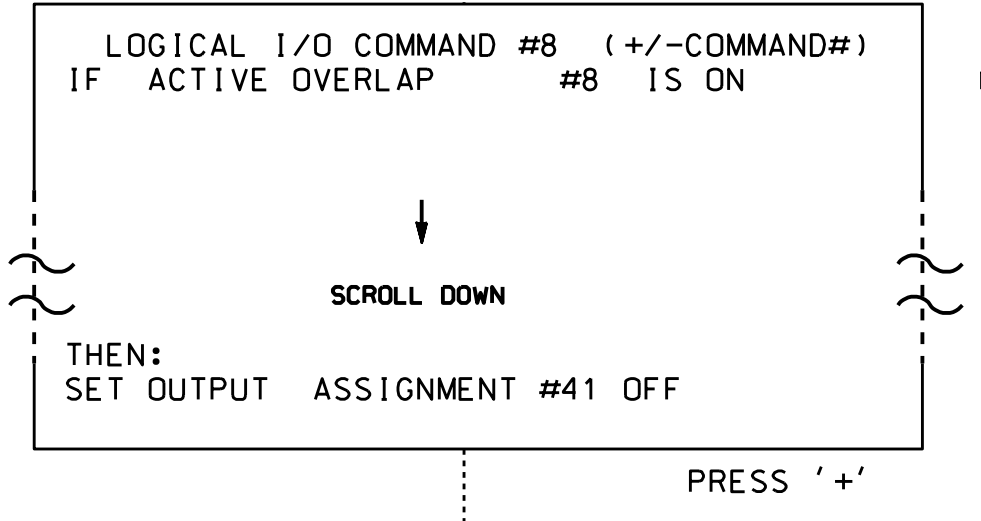 LOGICAL I/O COMMAND #8 (+/-COMMAND#)
IF ACTIVE OVERLAP #8 IS ON
SCROLL DOWN
THEN:
SET OUTPUT ASSIGNMENT #41 OFF
PRESS '+'